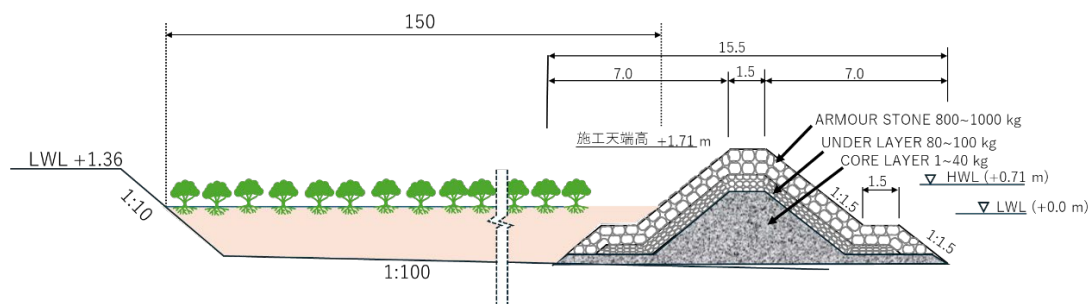 150
15.5
7.0
1.5
7.0
ARMOUR STONE 800~1000 kg
施工天端高 +1.71 m
UNDER LAYER 80~100 kg
CORE LAYER 1~40 kg
LWL +1.36
HWL (+0.71 m)
1:10
1:1.5
1.5
LWL (+0.0 m)
1:1.5
1:100